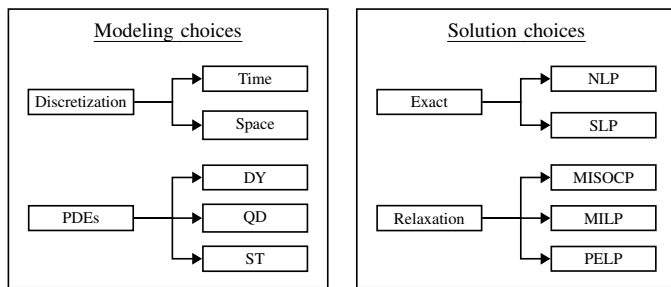 Modeling choices
Discretization
Time
Space
PDEs
DY
QD
ST
Solution choices
Exact
NLP
SLP
Relaxation
MISOCP
MILP
PELP